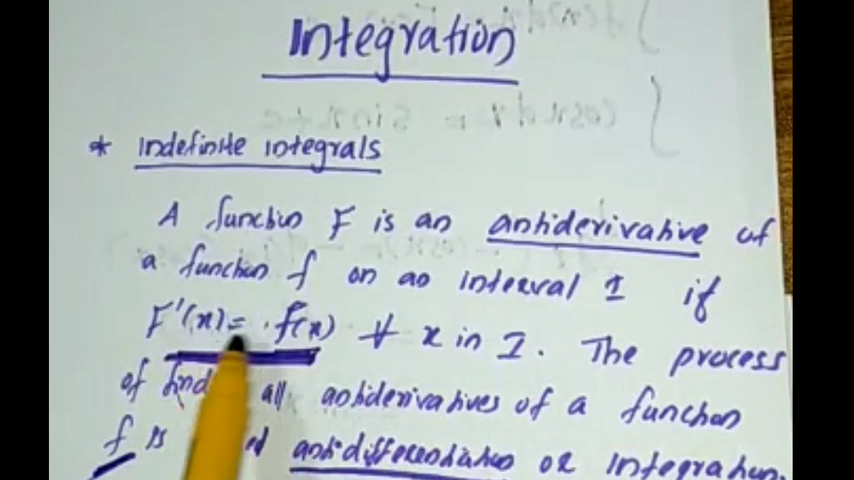 Integration
* Indefinite integrals
A function F is an antiderivative of
a function f on an interval I if
F'(x) = f(x) ∀ x in I. The process
of all antiderivatives of a function
f is antidifferentiation or integration.